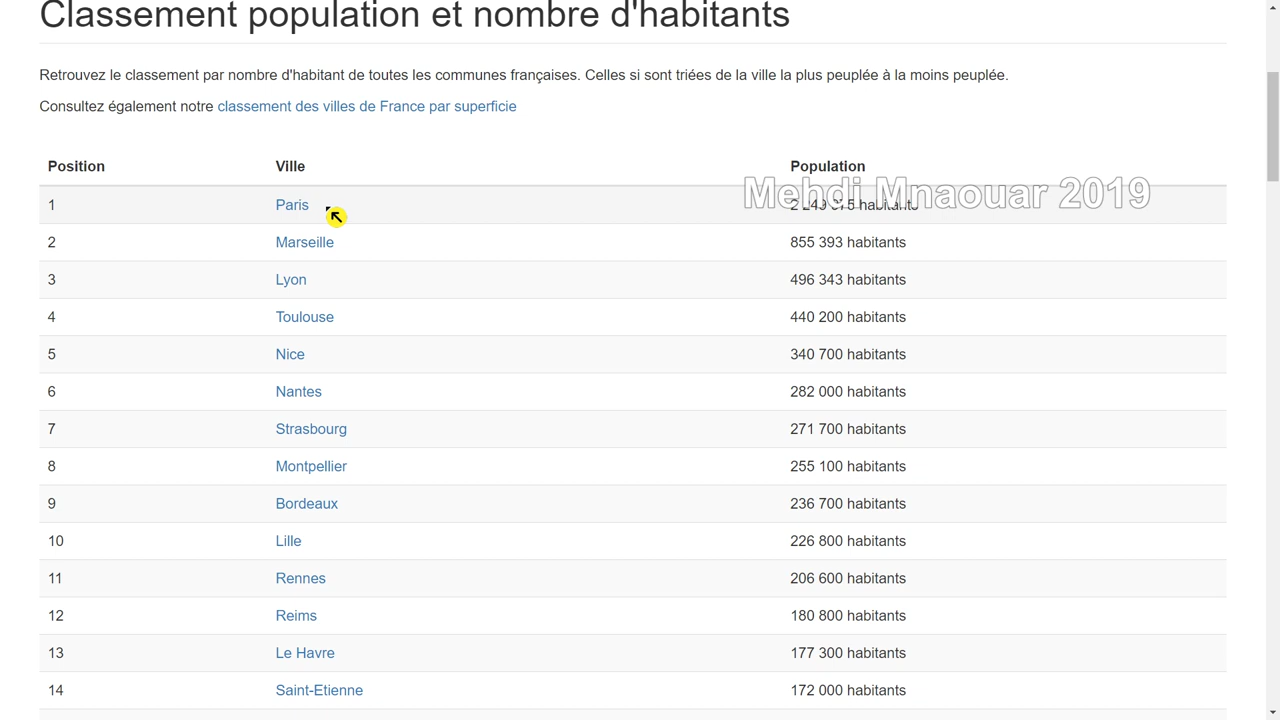 Classement population et nombre d'habitants
Retrouvez le classement par nombre d'habitant de toutes les communes françaises. Celles si sont triées de la ville la plus peuplée à la moins peuplée.
Consultez également notre classement des villes de France par superficie
Position Ville Population
Mehdi Mnaouar 2019
1 Paris 2 249 975 habitants
2 Marseille 855 393 habitants
3 Lyon 496 343 habitants
4 Toulouse 440 200 habitants
5 Nice 340 700 habitants
6 Nantes 282 000 habitants
7 Strasbourg 271 700 habitants
8 Montpellier 255 100 habitants
9 Bordeaux 236 700 habitants
10 Lille 226 800 habitants
11 Rennes 206 600 habitants
12 Reims 180 800 habitants
13 Le Havre 177 300 habitants
14 Saint-Etienne 172 000 habitants